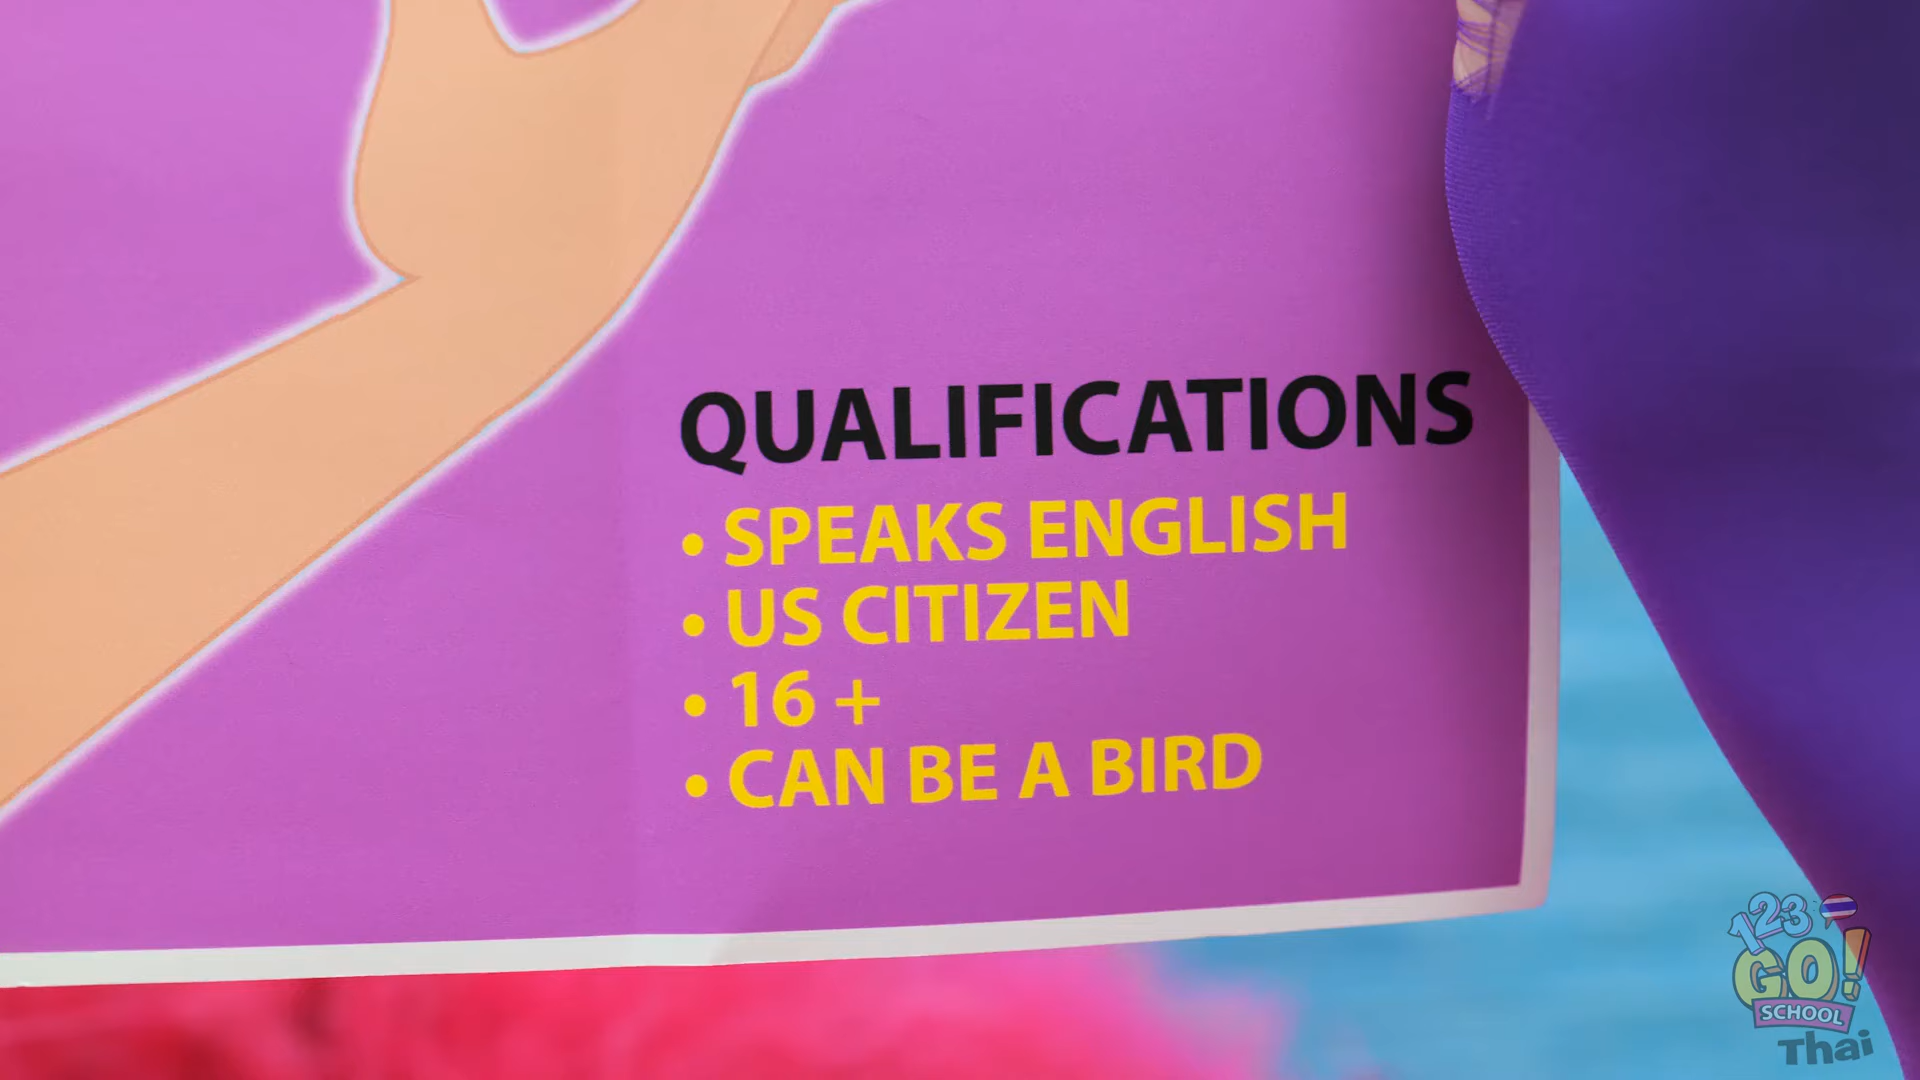 QUALIFICATIONS
• SPEAKS ENGLISH
• US CITIZEN
• 16 +
• CAN BE A BIRD
123
GO!
SCHOOL
Thai